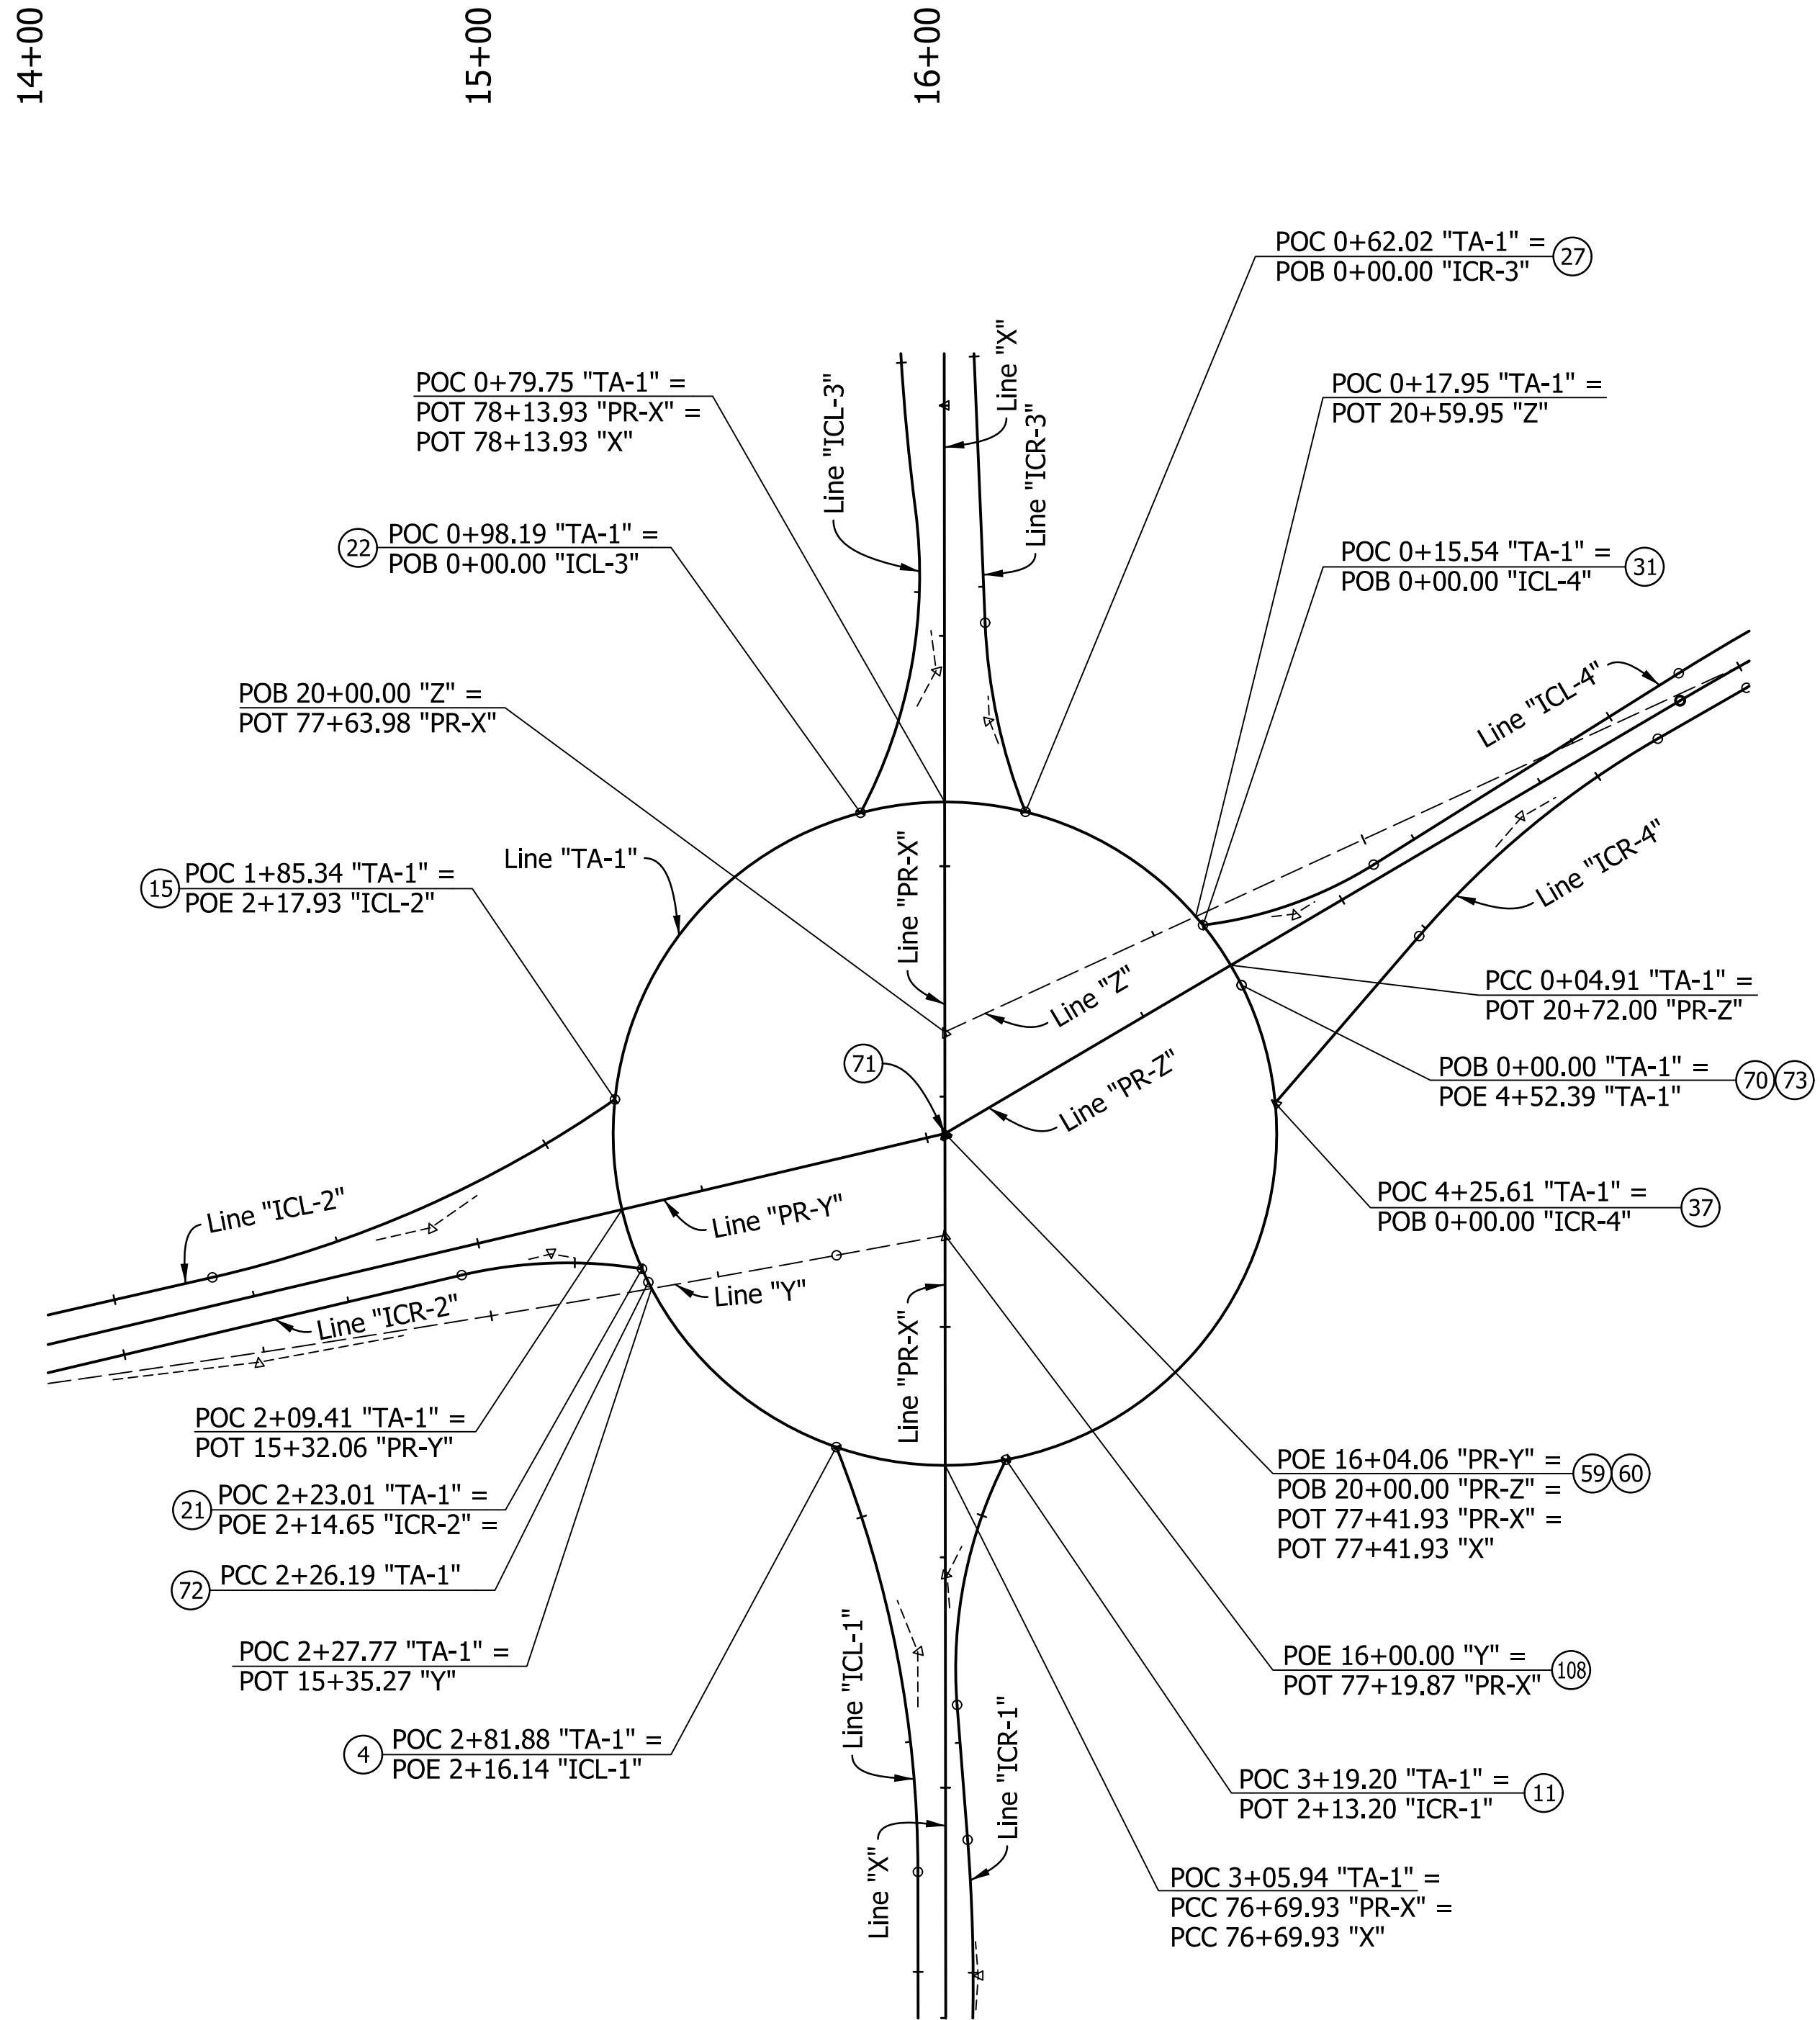 14+00
15+00
16+00
POC 0+62.02 "TA-1" =
POB 0+00.00 "ICR-3"
27
POC 0+79.75 "TA-1" =
POT 78+13.93 "PR-X" =
POT 78+13.93 "X"
Line "ICL-3"
Line "X"
Line "ICR-3"
POC 0+17.95 "TA-1" =
POT 20+59.95 "Z"
22
POC 0+98.19 "TA-1" =
POB 0+00.00 "ICL-3"
POC 0+15.54 "TA-1" =
POB 0+00.00 "ICL-4"
31
POB 20+00.00 "Z" =
POT 77+63.98 "PR-X"
Line "ICL-4"
15
POC 1+85.34 "TA-1" =
POE 2+17.93 "ICL-2"
Line "TA-1"
Line "PR-X"
Line "ICR-4"
Line "Z"
PCC 0+04.91 "TA-1" =
POT 20+72.00 "PR-Z"
71
Line "PR-Z"
POB 0+00.00 "TA-1" =
POE 4+52.39 "TA-1"
70
73
Line "ICL-2"
Line "PR-Y"
POC 4+25.61 "TA-1" =
POB 0+00.00 "ICR-4"
37
Line "ICR-2"
Line "Y"
Line "PR-X"
POC 2+09.41 "TA-1" =
POT 15+32.06 "PR-Y"
21
POC 2+23.01 "TA-1" =
POE 2+14.65 "ICR-2" =
POE 16+04.06 "PR-Y" =
POB 20+00.00 "PR-Z" =
POT 77+41.93 "PR-X" =
POT 77+41.93 "X"
59
60
72
PCC 2+26.19 "TA-1"
POC 2+27.77 "TA-1" =
POT 15+35.27 "Y"
Line "ICL-1"
POE 16+00.00 "Y" =
POT 77+19.87 "PR-X"
108
4
POC 2+81.88 "TA-1" =
POE 2+16.14 "ICL-1"
Line "ICR-1"
POC 3+19.20 "TA-1" =
POT 2+13.20 "ICR-1"
11
Line "X"
POC 3+05.94 "TA-1" =
PCC 76+69.93 "PR-X" =
PCC 76+69.93 "X"